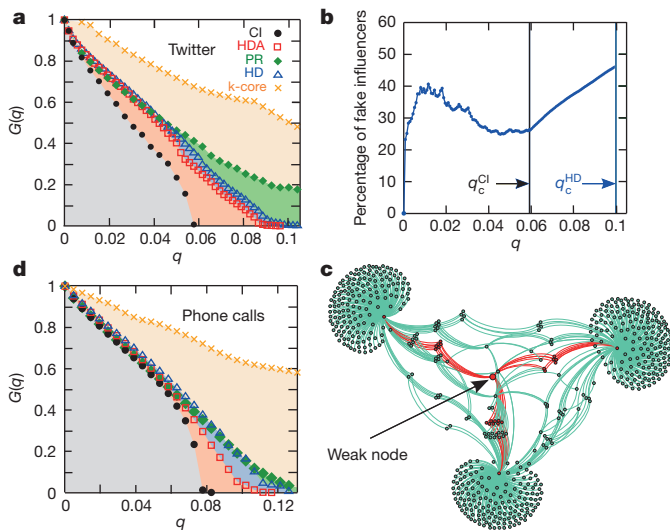 a
Twitter
CI
HDA
PR
HD
k-core
G(q)
1
0.8
0.6
0.4
0.2
0
0
0.02
0.04
0.06
0.08
0.1
q
b
Percentage of fake influencers
60
50
40
30
20
10
0
0
0.02
0.04
0.06
0.08
0.1
q
q_c^CI
q_c^HD
d
Phone calls
G(q)
1
0.8
0.6
0.4
0.2
0
0
0.04
0.08
0.12
q
c
Weak node